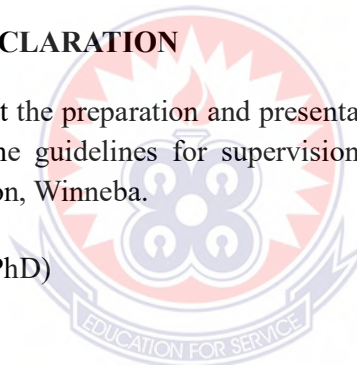 CLARATION
t the preparation and presenta
ne guidelines for supervision
on, Winneba.
PhD)
EDUCATION FOR SERVICE